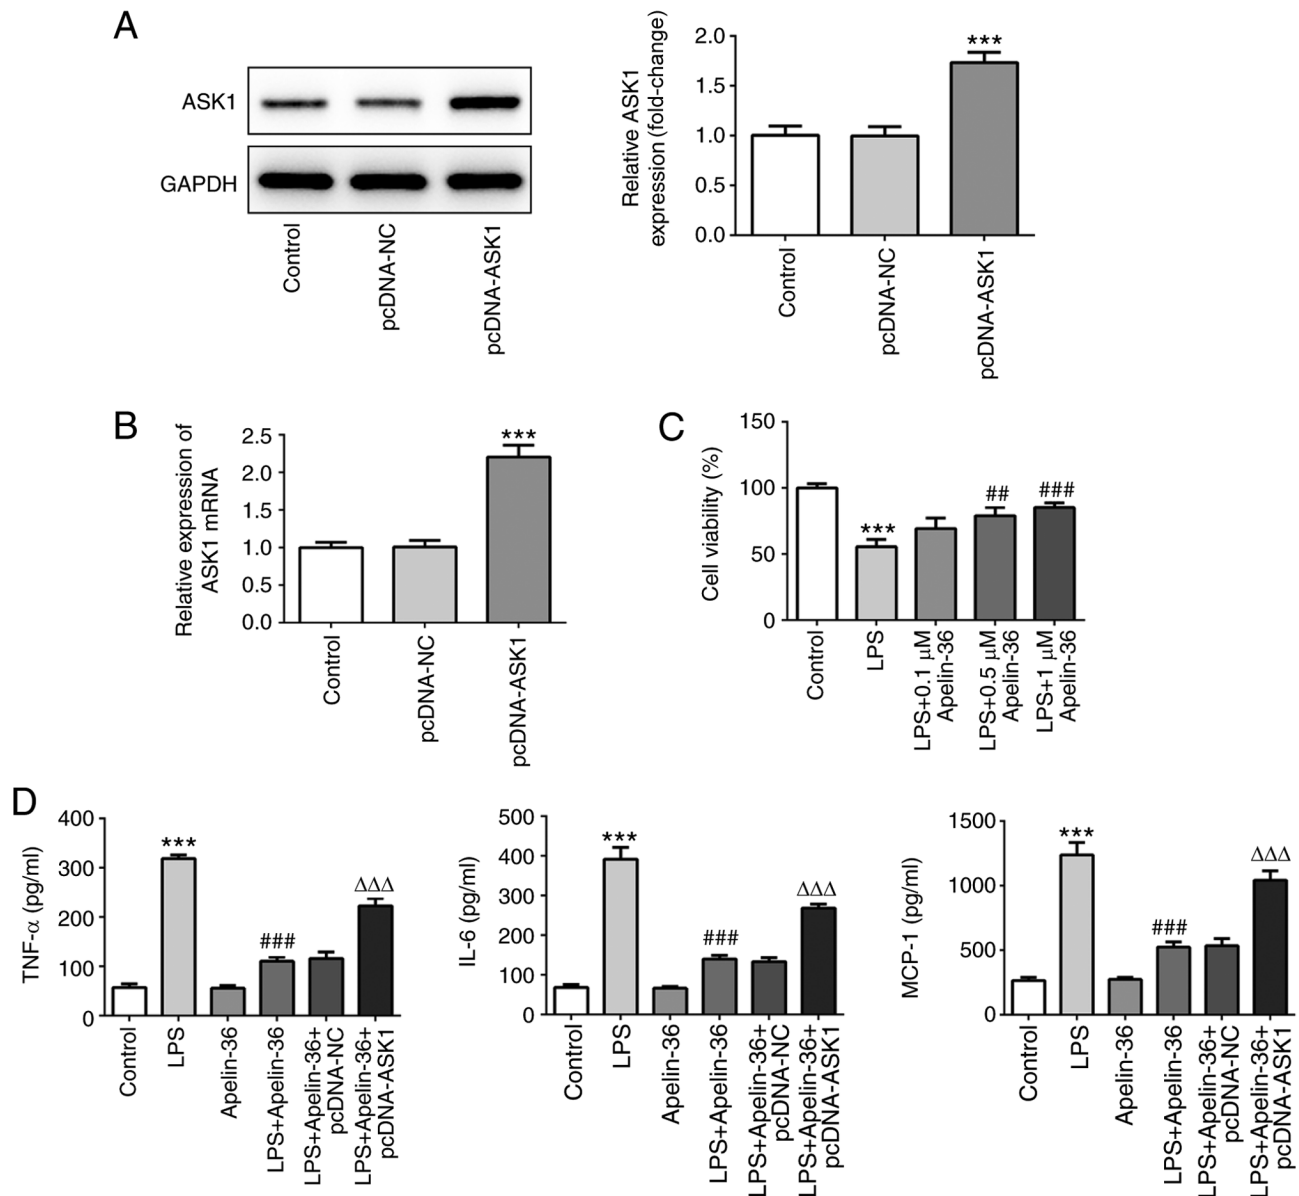 A
ASK1
GAPDH
Control
pcDNA-NC
pcDNA-ASK1
Relative ASK1
expression (fold-change)
2.0
1.5
1.0
0.5
0.0
***
Control
pcDNA-NC
pcDNA-ASK1
B
Relative expression of
ASK1 mRNA
2.5
2.0
1.5
1.0
0.5
0.0
***
Control
pcDNA-NC
pcDNA-ASK1
C
Cell viability (%)
150
100
50
0
***
##
###
Control
LPS
LPS+0.1 μM
Apelin-36
LPS+0.5 μM
Apelin-36
LPS+1 μM
Apelin-36
D
TNF-α (pg/ml)
400
300
200
100
0
***
###
ΔΔΔ
Control
LPS
Apelin-36
LPS+Apelin-36
LPS+Apelin-36+
pcDNA-NC
LPS+Apelin-36+
pcDNA-ASK1
IL-6 (pg/ml)
500
400
300
200
100
0
***
###
ΔΔΔ
Control
LPS
Apelin-36
LPS+Apelin-36
LPS+Apelin-36+
pcDNA-NC
LPS+Apelin-36+
pcDNA-ASK1
MCP-1 (pg/ml)
1500
1000
500
0
***
###
ΔΔΔ
Control
LPS
Apelin-36
LPS+Apelin-36
LPS+Apelin-36+
pcDNA-NC
LPS+Apelin-36+
pcDNA-ASK1